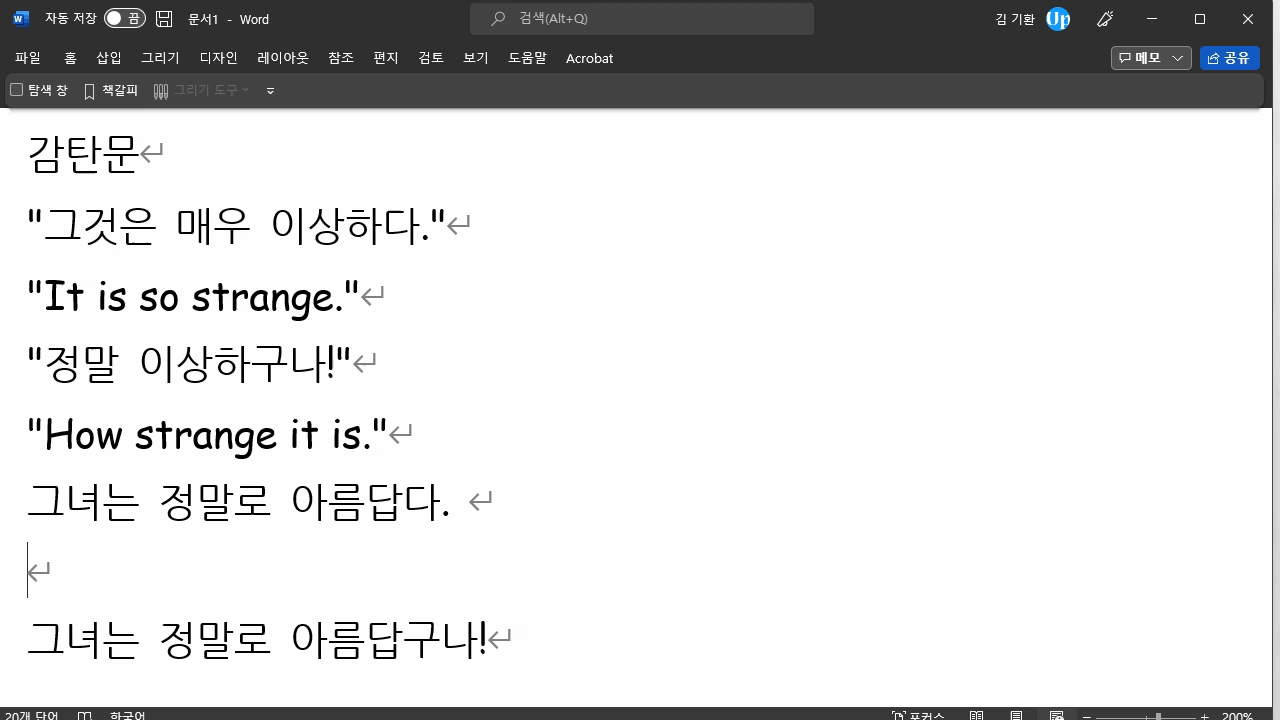 자동 저장 끔 문서1 - Word 검색(Alt+Q) 김 기환 Up
파일 홈 삽입 그리기 디자인 레이아웃 참조 편지 검토 보기 도움말 Acrobat 메모 공유
탐색 창 책갈피 그리기 도구
감탄문
"그것은 매우 이상하다."
"It is so strange."
"정말 이상하구나!"
"How strange it is."
그녀는 정말로 아름답다.
그녀는 정말로 아름답구나!
20개 단어 한국어 포커스 200%